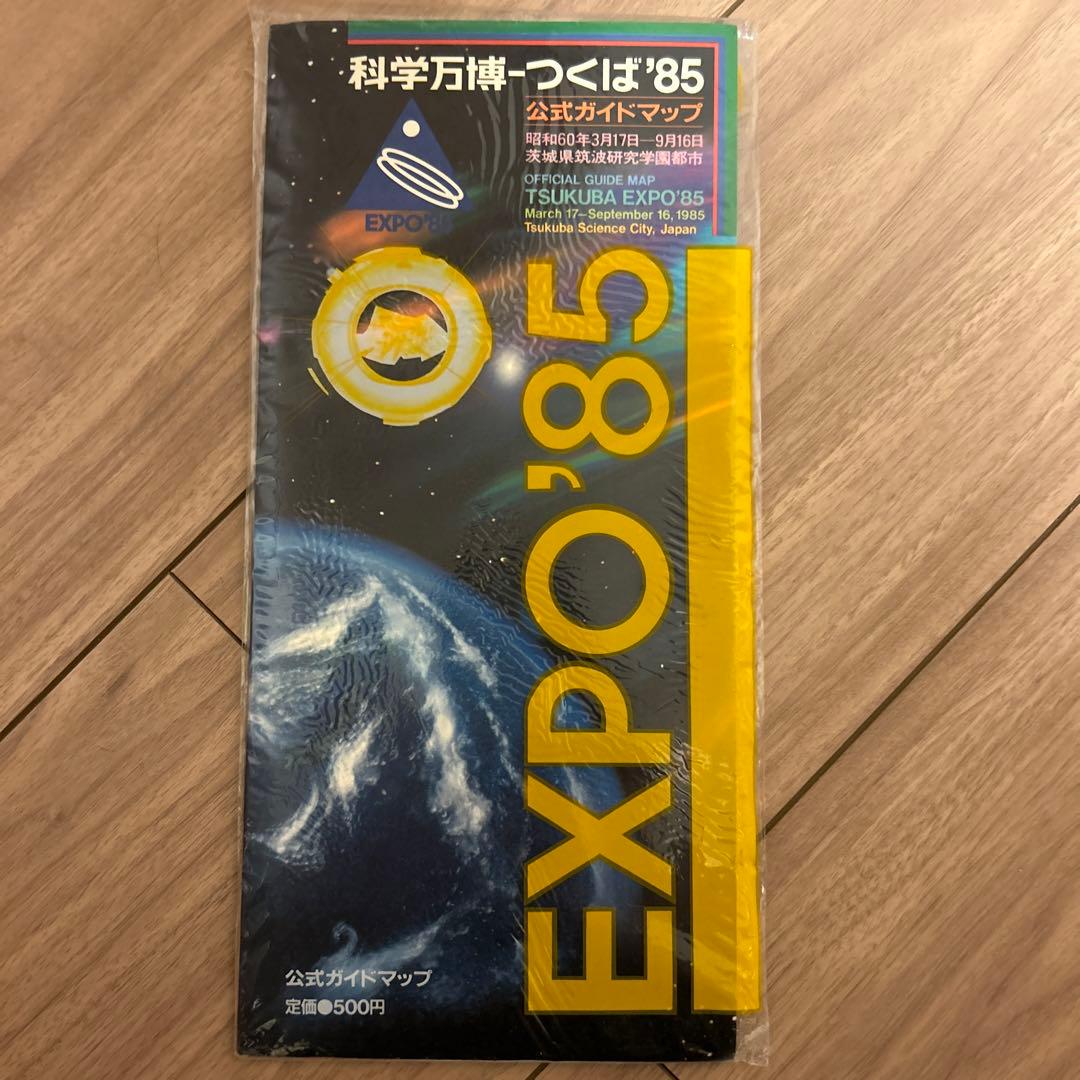 科学万博-つくば'85
公式ガイドマップ
昭和60年3月17日—9月16日
茨城県筑波研究学園都市
OFFICIAL GUIDE MAP
TSUKUBA EXPO'85
March 17–September 16, 1985
Tsukuba Science City, Japan
EXPO'85
EXPO'85
公式ガイドマップ
定価●500円